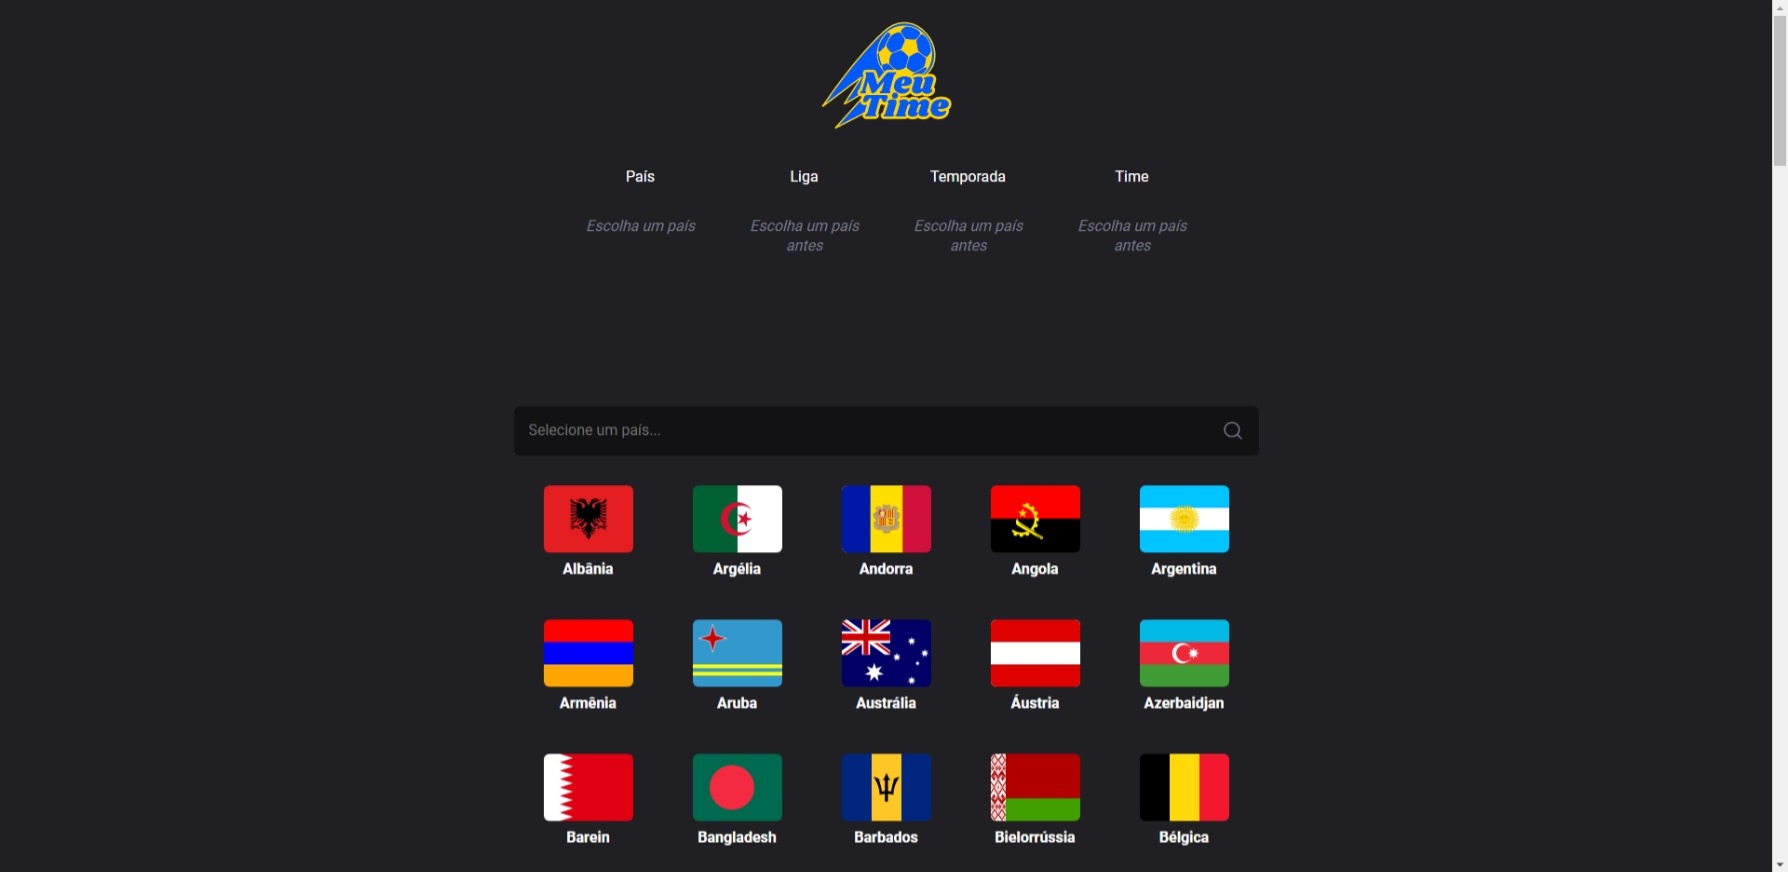 Meu
Time
País
Liga
Temporada
Time
Escolha um país
Escolha um país
antes
Escolha um país
antes
Escolha um país
antes
Selecione um país...
Albânia
Argélia
Andorra
Angola
Argentina
Armênia
Aruba
Austrália
Áustria
Azerbaidjan
Barein
Bangladesh
Barbados
Bielorrússia
Bélgica